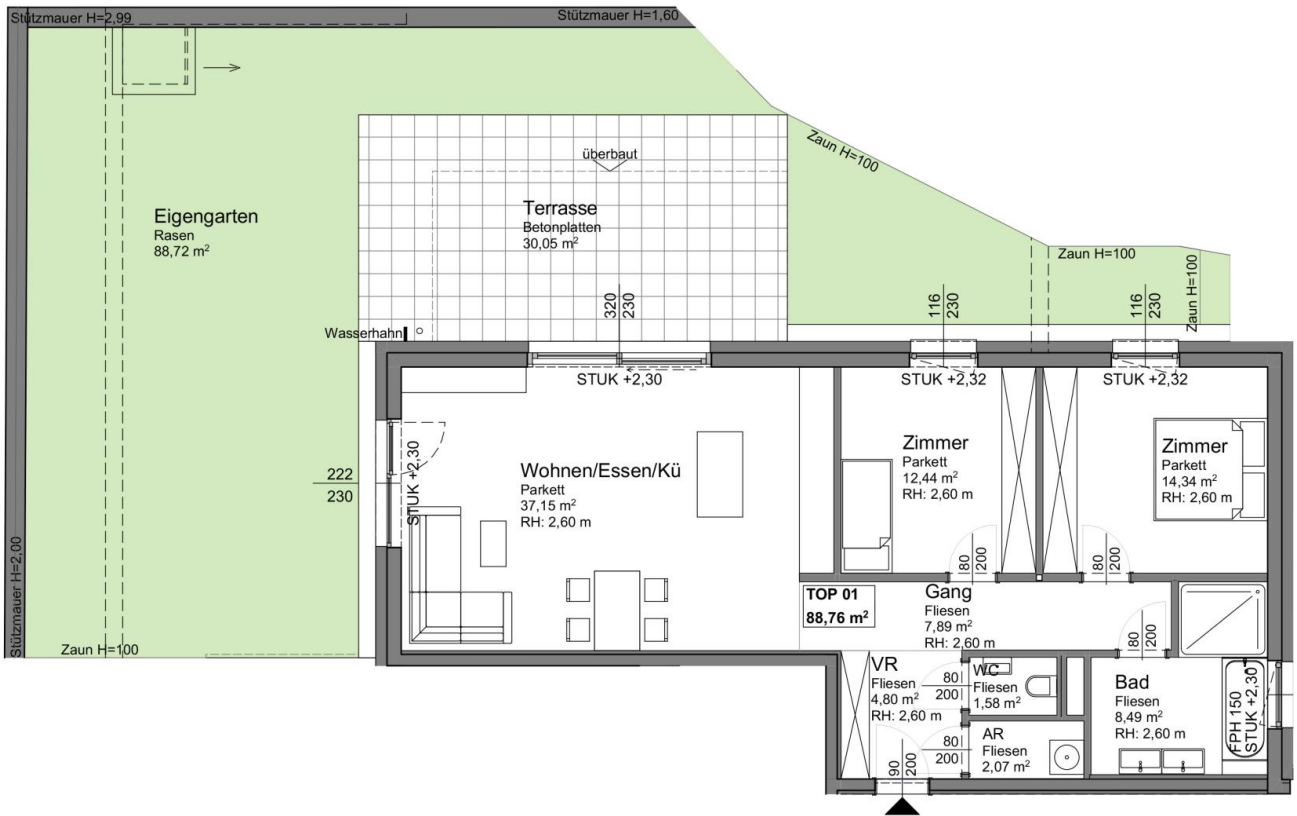 Stützmauer H=2,99
Stützmauer H=1,60
überbaut
Zaun H=100
Eigengarten
Rasen
88,72 m²
Terrasse
Betonplatten
30,05 m²
Zaun H=100
Zaun H=100
320
230
116
230
116
230
Wasserhahn
STUK +2,30
STUK +2,32
STUK +2,32
222
230
STUK +2,30
Wohnen/Essen/Kü
Parkett
37,15 m²
RH: 2,60 m
Zimmer
Parkett
12,44 m²
RH: 2,60 m
Zimmer
Parkett
14,34 m²
RH: 2,60 m
80
200
80
200
Stützmauer H=2,00
Zaun H=100
TOP 01
88,76 m²
Gang
Fliesen
7,89 m²
RH: 2,60 m
80
200
VR
Fliesen
4,80 m²
RH: 2,60 m
80
200
WC
Fliesen
1,58 m²
Bad
Fliesen
8,49 m²
RH: 2,60 m
FPH 150
STUK +2,30
80
200
AR
Fliesen
2,07 m²
90
200